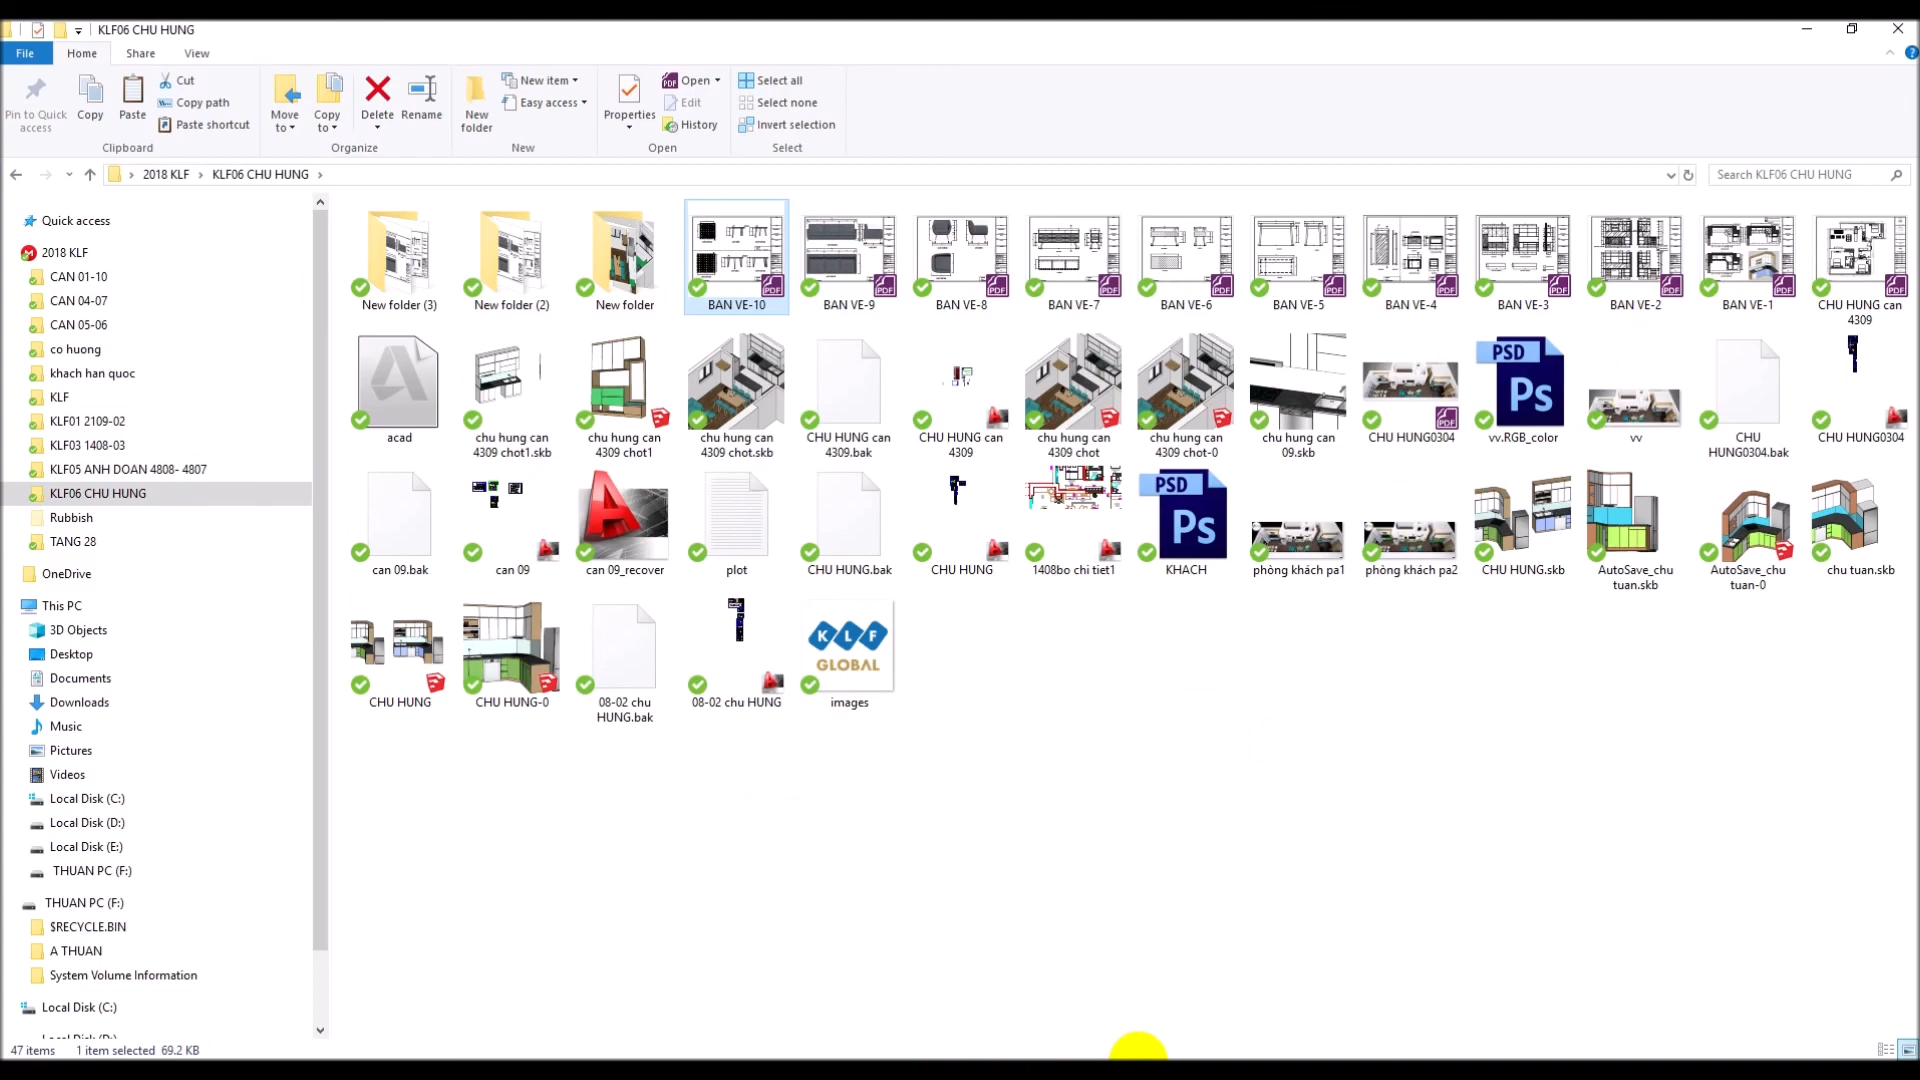 KLF06 CHU HUNG
File Home Share View
Pin to Quick access
Copy
Paste
Cut
Copy path
Paste shortcut
Clipboard
Move to
Copy to
Delete
Rename
Organize
New folder
New item
Easy access
New
Properties
Open
Edit
History
Open
Select all
Select none
Invert selection
Select
2018 KLF › KLF06 CHU HUNG ›
Search KLF06 CHU HUNG
Quick access
2018 KLF
CAN 01-10
CAN 04-07
CAN 05-06
co huong
khach han quoc
KLF
KLF01 2109-02
KLF03 1408-03
KLF05 ANH DOAN 4808- 4807
KLF06 CHU HUNG
Rubbish
TANG 28
OneDrive
This PC
3D Objects
Desktop
Documents
Downloads
Music
Pictures
Videos
Local Disk (C:)
Local Disk (D:)
Local Disk (E:)
THUAN PC (F:)
THUAN PC (F:)
$RECYCLE.BIN
A THUAN
System Volume Information
Local Disk (C:)
New folder (3)
New folder (2)
New folder
BAN VE-10
BAN VE-9
BAN VE-8
BAN VE-7
BAN VE-6
BAN VE-5
BAN VE-4
BAN VE-3
BAN VE-2
BAN VE-1
CHU HUNG can 4309
acad
chu hung can 4309 chot1.skb
chu hung can 4309 chot1
chu hung can 4309 chot.skb
CHU HUNG can 4309.bak
CHU HUNG can 4309
chu hung can 4309 chot
chu hung can 4309 chot-0
chu hung can 09.skb
CHU HUNG0304
PSD Ps
vv.RGB_color
vv
CHU HUNG0304.bak
CHU HUNG0304
can 09.bak
can 09
can 09_recover
plot
CHU HUNG.bak
CHU HUNG
1408bo chi tiet1
PSD Ps
KHACH
phòng khách pa1
phòng khách pa2
CHU HUNG.skb
AutoSave_chu tuan.skb
AutoSave_chu tuan-0
chu tuan.skb
CHU HUNG
CHU HUNG-0
08-02 chu HUNG.bak
08-02 chu HUNG
KLF GLOBAL
images
47 items 1 item selected 69.2 KB